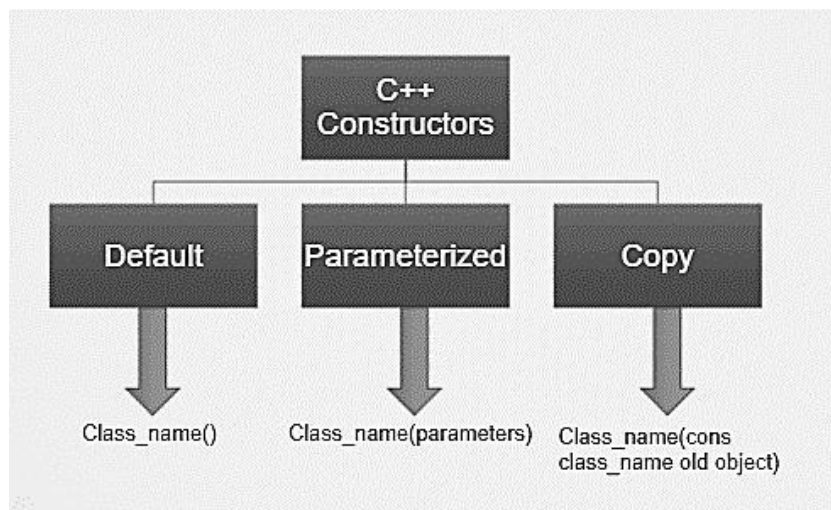 C++
Constructors
Default
Parameterized
Copy
Class_name()
Class_name(parameters)
Class_name(cons
class_name old object)